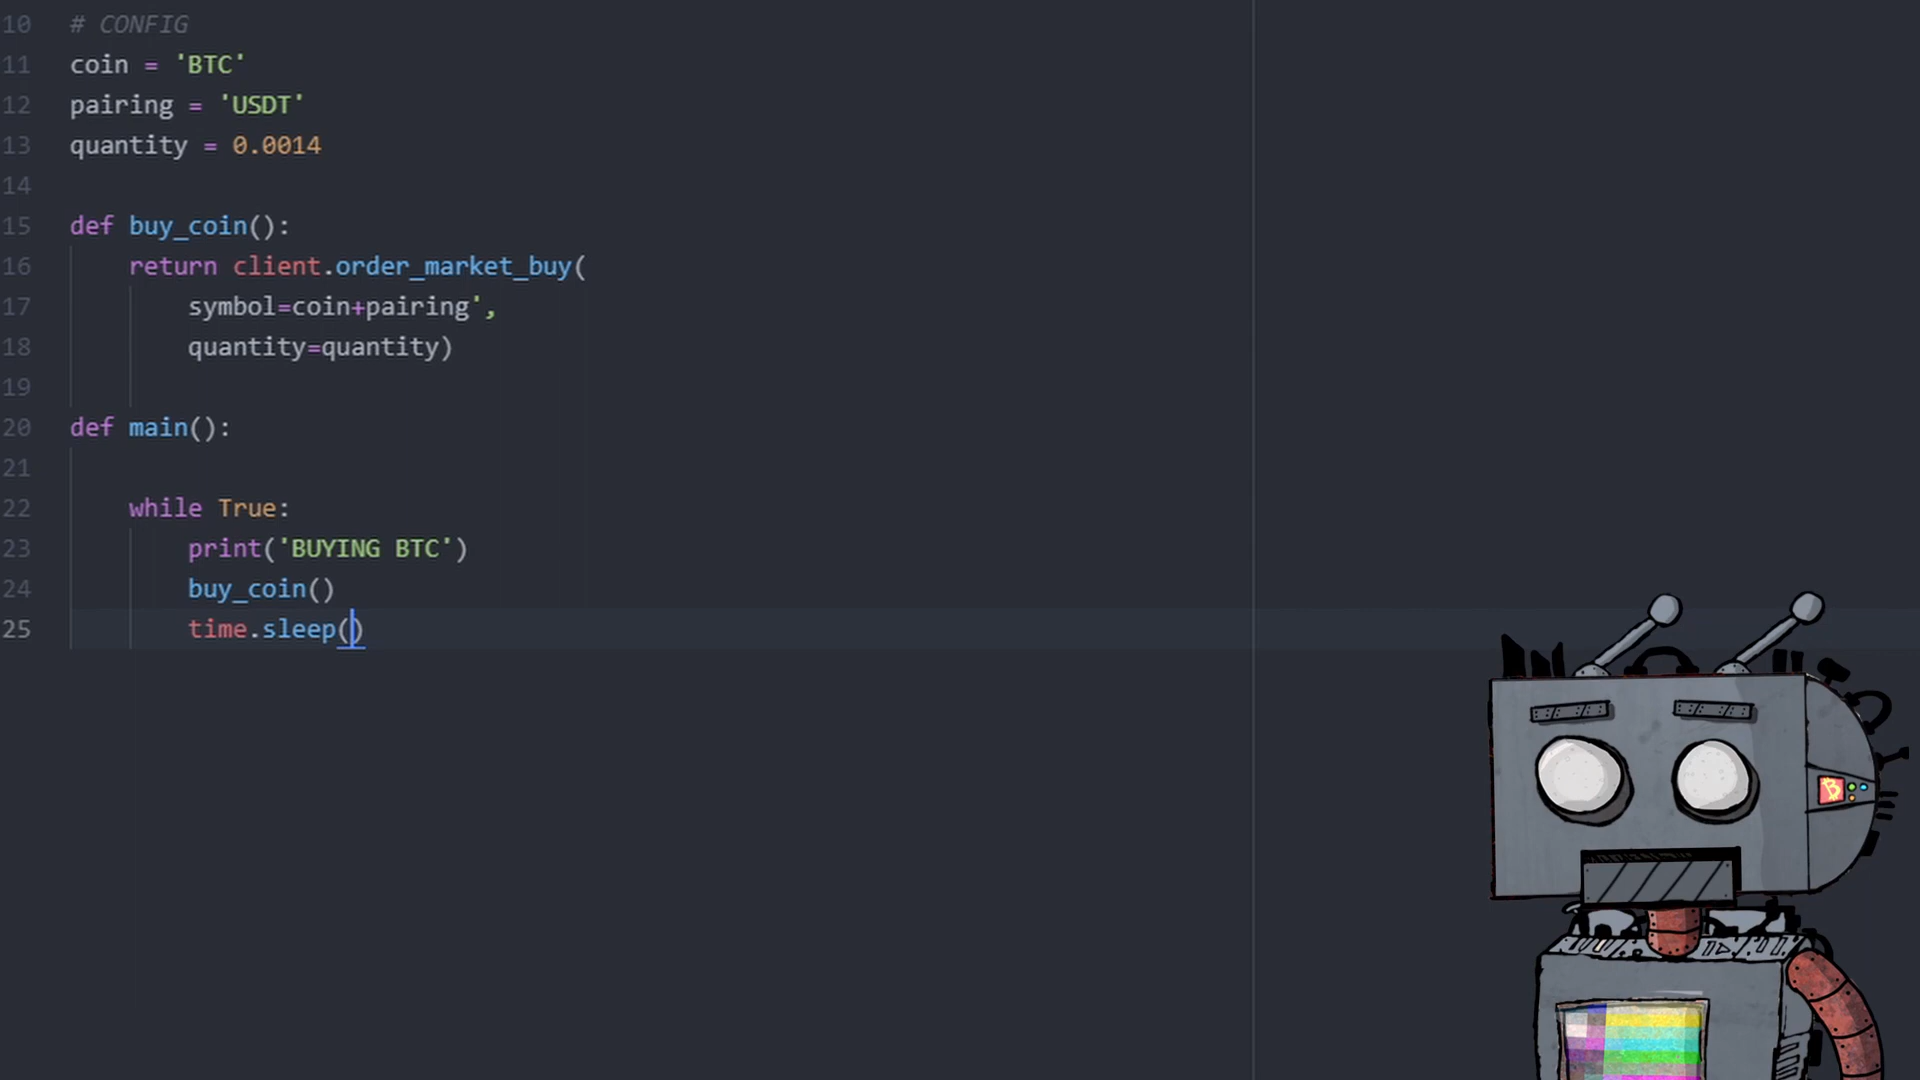 10 # CONFIG
11 coin = 'BTC'
12 pairing = 'USDT'
13 quantity = 0.0014
14
15 def buy_coin():
16     return client.order_market_buy(
17         symbol=coin+pairing',
18         quantity=quantity)
19
20 def main():
21
22     while True:
23         print('BUYING BTC')
24         buy_coin()
25         time.sleep()